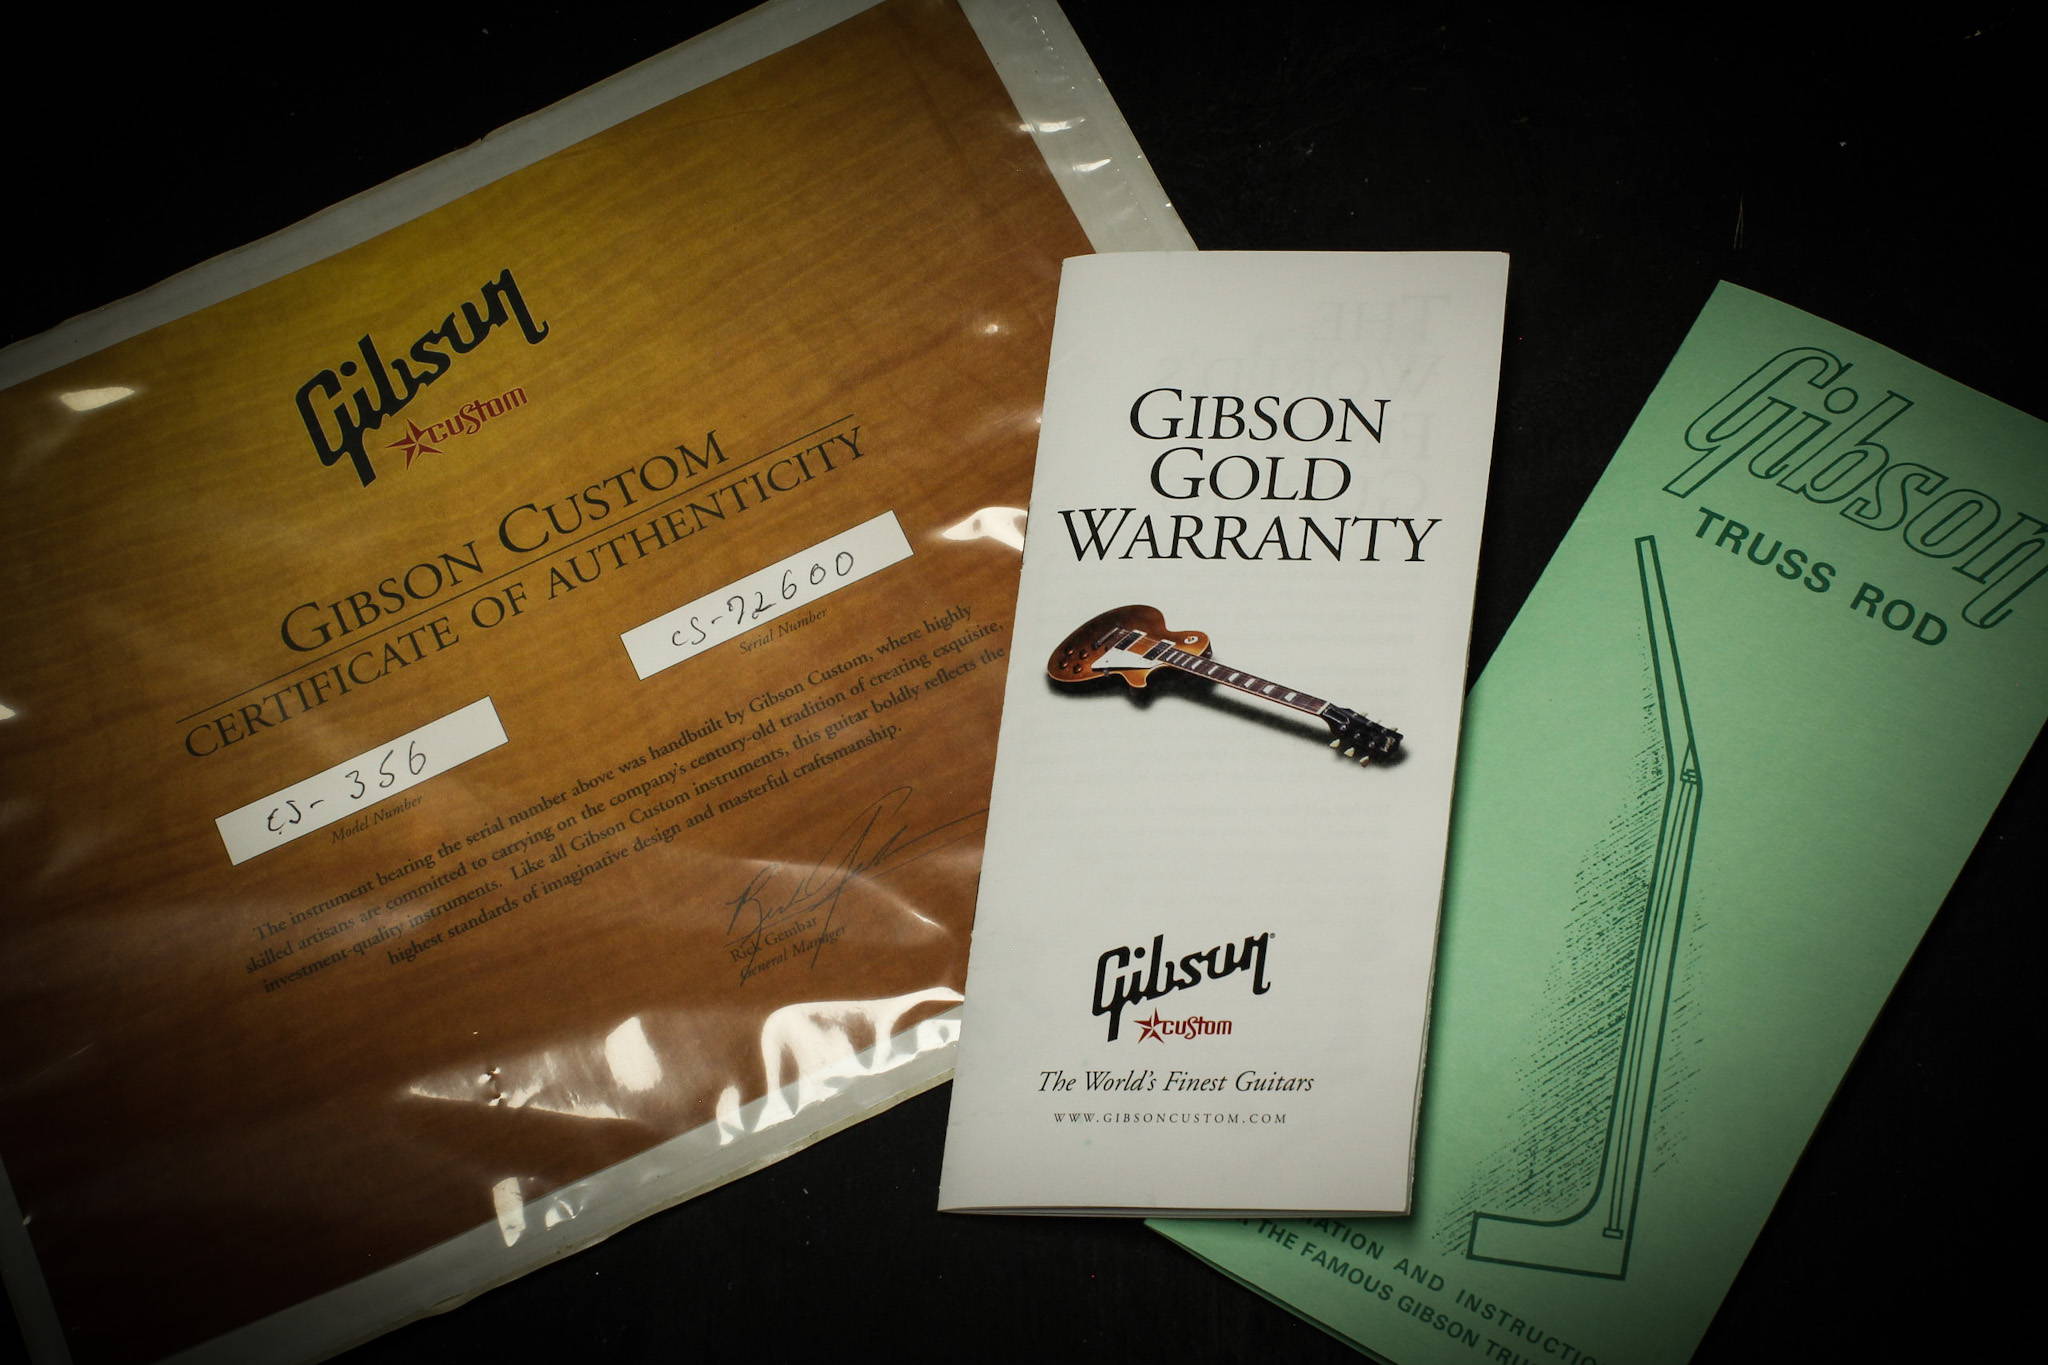 Gibson
custom
GIBSON CUSTOM
CERTIFICATE OF AUTHENTICITY
CS-356
Model Number
CS-72600
Serial Number
The instrument bearing the serial number above was handbuilt by Gibson Custom, where highly
skilled artisans are committed to carrying on the company's century-old tradition of creating exquisite,
investment-quality instruments. Like all Gibson Custom instruments, this guitar boldly reflects the
highest standards of imaginative design and masterful craftsmanship.
Rick Gembar
General Manager
GIBSON
GOLD
WARRANTY
Gibson
custom
The World's Finest Guitars
WWW.GIBSONCUSTOM.COM
Gibson
TRUSS ROD
AND INSTRUCTIO
THE FAMOUS GIBSON TRU